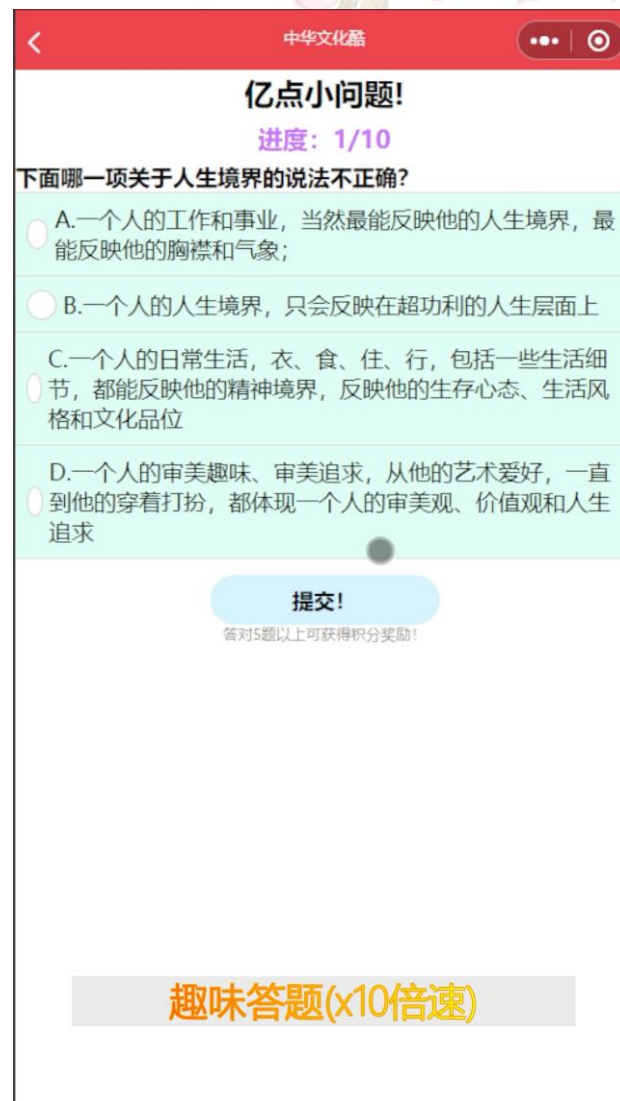 中华文化酷
亿点小问题!
进度：1/10
下面哪一项关于人生境界的说法不正确?
A.一个人的工作和事业，当然最能反映他的人生境界，最
能反映他的胸襟和气象；
B.一个人的人生境界，只会反映在超功利的人生层面上
C.一个人的日常生活，衣、食、住、行，包括一些生活细
节，都能反映他的精神境界，反映他的生存心态、生活风
格和文化品位
D.一个人的审美趣味、审美追求，从他的艺术爱好，一直
到他的穿着打扮，都体现一个人的审美观、价值观和人生
追求
提交!
答对5题以上可获得积分奖励!
趣味答题(x10倍速)